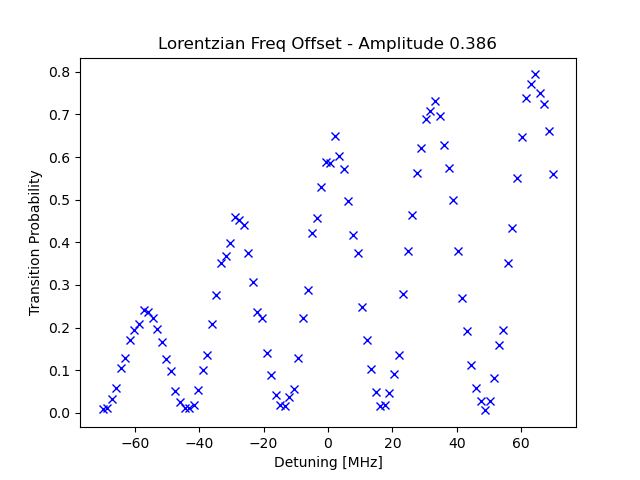 Lorentzian Freq Offset - Amplitude 0.386
Transition Probability
0.8
0.7
0.6
0.5
0.4
0.3
0.2
0.1
0.0
−60 −40 −20 0 20 40 60
Detuning [MHz]